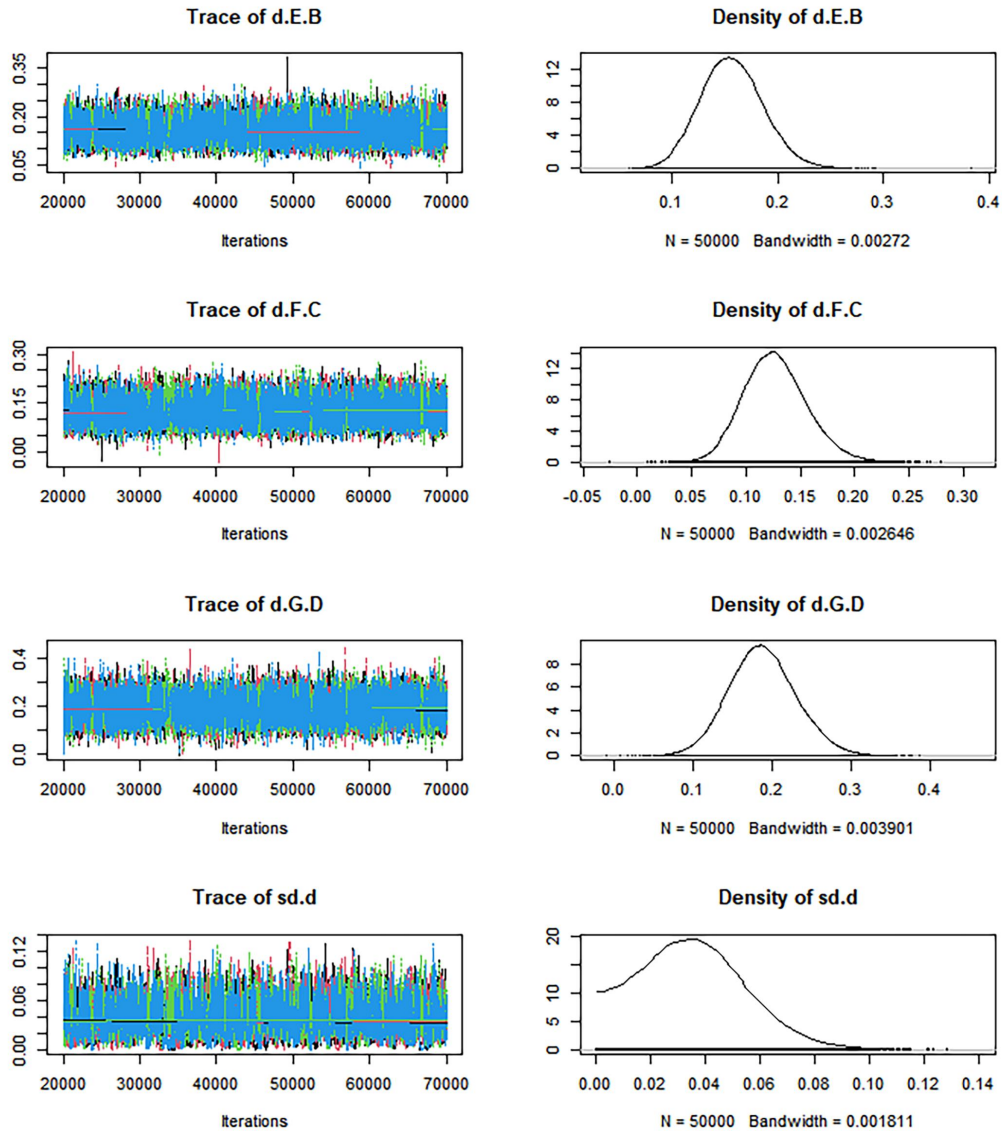 Trace of d.E.B
0.05 0.20 0.35
20000 30000 40000 50000 60000 70000
Iterations
Density of d.E.B
0 4 8 12
0.1 0.2 0.3 0.4
N = 50000 Bandwidth = 0.00272
Trace of d.F.C
0.00 0.15 0.30
20000 30000 40000 50000 60000 70000
Iterations
Density of d.F.C
0 4 8 12
-0.05 0.00 0.05 0.10 0.15 0.20 0.25 0.30
N = 50000 Bandwidth = 0.002646
Trace of d.G.D
0.0 0.2 0.4
20000 30000 40000 50000 60000 70000
Iterations
Density of d.G.D
0 2 4 6 8
0.0 0.1 0.2 0.3 0.4
N = 50000 Bandwidth = 0.003901
Trace of sd.d
0.00 0.06 0.12
20000 30000 40000 50000 60000 70000
Iterations
Density of sd.d
0 5 10 15 20
0.00 0.02 0.04 0.06 0.08 0.10 0.12 0.14
N = 50000 Bandwidth = 0.001811